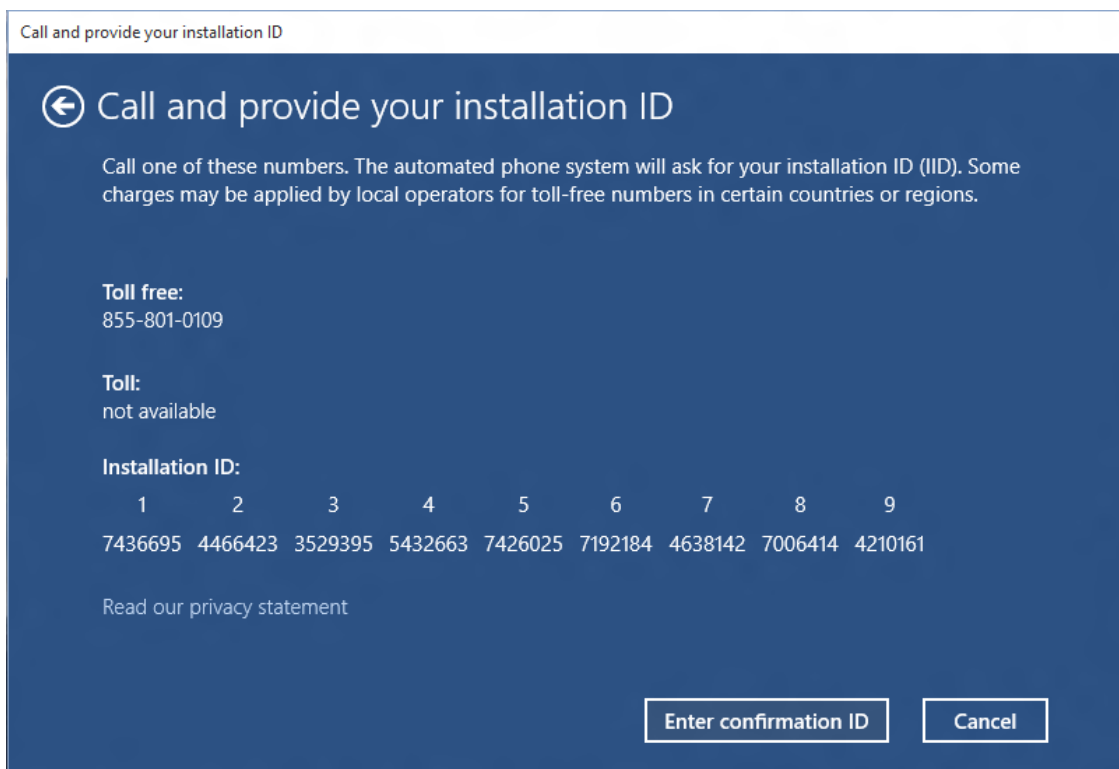 Call and provide your installation ID
Call and provide your installation ID
Call one of these numbers. The automated phone system will ask for your installation ID (IID). Some
charges may be applied by local operators for toll-free numbers in certain countries or regions.
Toll free:
855-801-0109
Toll:
not available
Installation ID:
1 2 3 4 5 6 7 8 9
7436695 4466423 3529395 5432663 7426025 7192184 4638142 7006414 4210161
Read our privacy statement
Enter confirmation ID Cancel